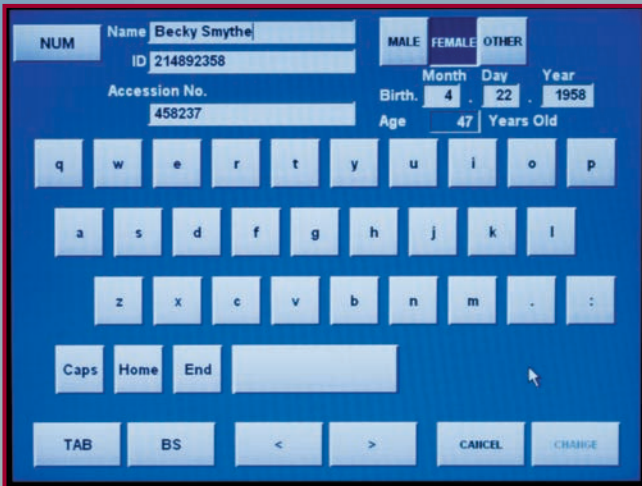 NUM Name Becky Smythe MALE FEMALE OTHER
ID 214892358
Month Day Year
Accession No. Birth. 4 . 22 . 1958
458237 Age 47 Years Old
q w e r t y u i o p
a s d f g h j k l
z x c v b n m . :
Caps Home End
TAB BS < > CANCEL CHANGE